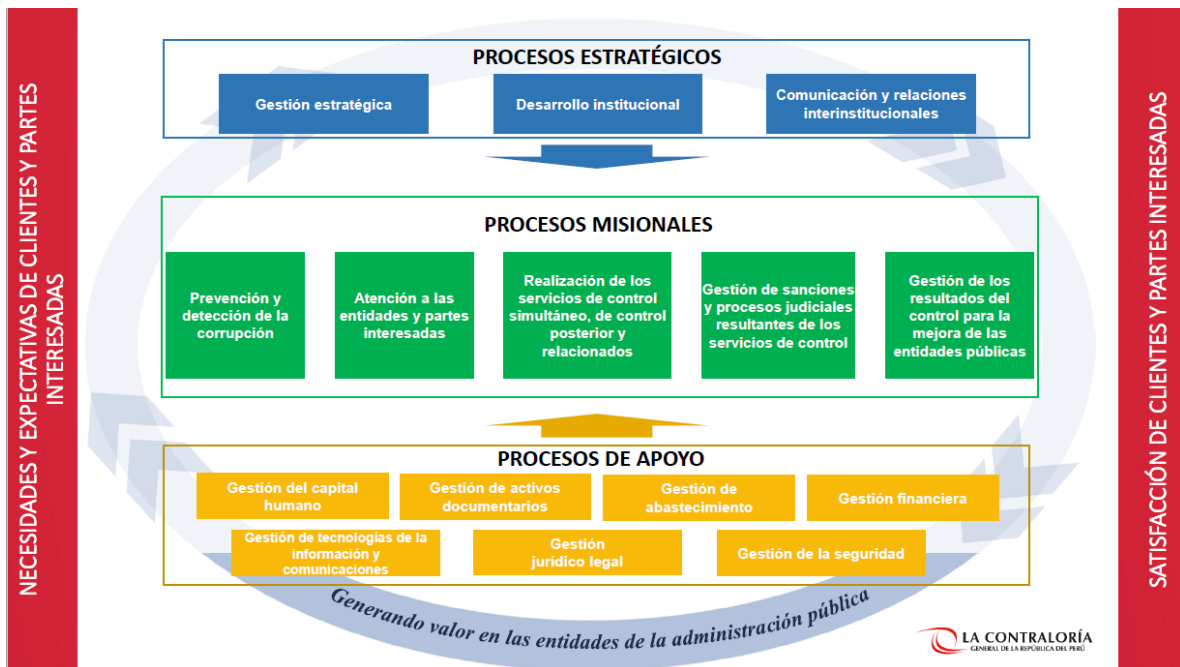 NECESIDADES Y EXPECTATIVAS DE CLIENTES Y PARTES
INTERESADAS
PROCESOS ESTRATÉGICOS
Gestión estratégica
Desarrollo institucional
Comunicación y relaciones
interinstitucionales
PROCESOS MISIONALES
Prevención y
detección de la
corrupción
Atención a las
entidades y partes
interesadas
Realización de los
servicios de control
simultáneo, de control
posterior y
relacionados
Gestión de sanciones
y procesos judiciales
resultantes de los
servicios de control
Gestión de los
resultados del
control para la
mejora de las
entidades públicas
PROCESOS DE APOYO
Gestión del capital
humano
Gestión de activos
documentarios
Gestión de
abastecimiento
Gestión financiera
Gestión de tecnologías de la
información y
comunicaciones
Gestión
jurídico legal
Gestión de la seguridad
Generando valor en las entidades de la administración pública
SATISFACCIÓN DE CLIENTES Y PARTES INTERESADAS
LA CONTRALORÍA
GENERAL DE LA REPÚBLICA DEL PERÚ